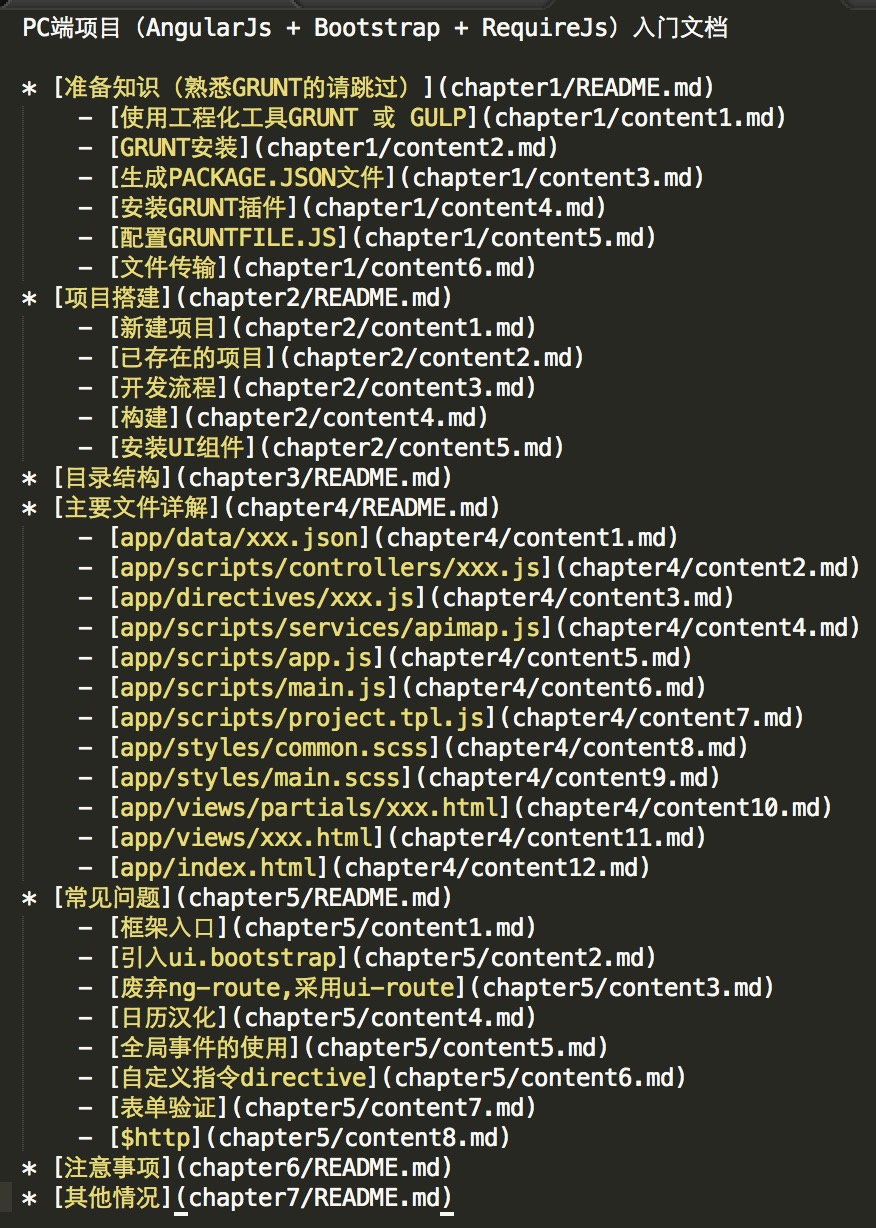 PC端项目（AngularJs + Bootstrap + RequireJs）入门文档
* [准备知识（熟悉GRUNT的请跳过）](chapter1/README.md)
– [使用工程化工具GRUNT 或 GULP](chapter1/content1.md)
– [GRUNT安装](chapter1/content2.md)
– [生成PACKAGE.JSON文件](chapter1/content3.md)
– [安装GRUNT插件](chapter1/content4.md)
– [配置GRUNTFILE.JS](chapter1/content5.md)
– [文件传输](chapter1/content6.md)
* [项目搭建](chapter2/README.md)
– [新建项目](chapter2/content1.md)
– [已存在的项目](chapter2/content2.md)
– [开发流程](chapter2/content3.md)
– [构建](chapter2/content4.md)
– [安装UI组件](chapter2/content5.md)
* [目录结构](chapter3/README.md)
* [主要文件详解](chapter4/README.md)
– [app/data/xxx.json](chapter4/content1.md)
– [app/scripts/controllers/xxx.js](chapter4/content2.md)
– [app/directives/xxx.js](chapter4/content3.md)
– [app/scripts/services/apimap.js](chapter4/content4.md)
– [app/scripts/app.js](chapter4/content5.md)
– [app/scripts/main.js](chapter4/content6.md)
– [app/scripts/project.tpl.js](chapter4/content7.md)
– [app/styles/common.scss](chapter4/content8.md)
– [app/styles/main.scss](chapter4/content9.md)
– [app/views/partials/xxx.html](chapter4/content10.md)
– [app/views/xxx.html](chapter4/content11.md)
– [app/index.html](chapter4/content12.md)
* [常见问题](chapter5/README.md)
– [框架入口](chapter5/content1.md)
– [引入ui.bootstrap](chapter5/content2.md)
– [废弃ng-route,采用ui-route](chapter5/content3.md)
– [日历汉化](chapter5/content4.md)
– [全局事件的使用](chapter5/content5.md)
– [自定义指令directive](chapter5/content6.md)
– [表单验证](chapter5/content7.md)
– [$http](chapter5/content8.md)
* [注意事项](chapter6/README.md)
* [其他情况](chapter7/README.md)